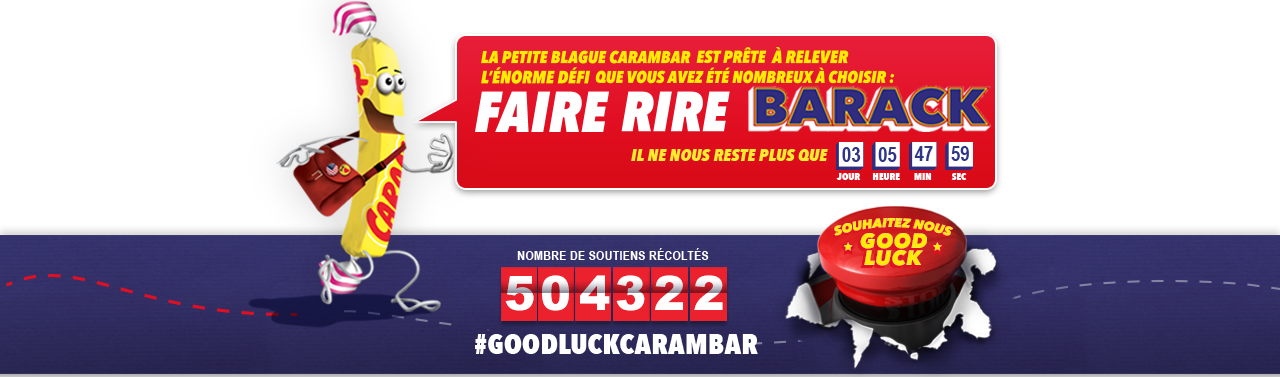 LA PETITE BLAGUE CARAMBAR EST PRÊTE À RELEVER
L'ÉNORME DÉFI QUE VOUS AVEZ ÉTÉ NOMBREUX À CHOISIR :
FAIRE RIRE BARACK
IL NE NOUS RESTE PLUS QUE 03 05 47 59
JOUR HEURE MIN SEC
SOUHAITEZ NOUS
GOOD
LUCK
NOMBRE DE SOUTIENS RÉCOLTÉS
504322
#GOODLUCKCARAMBAR